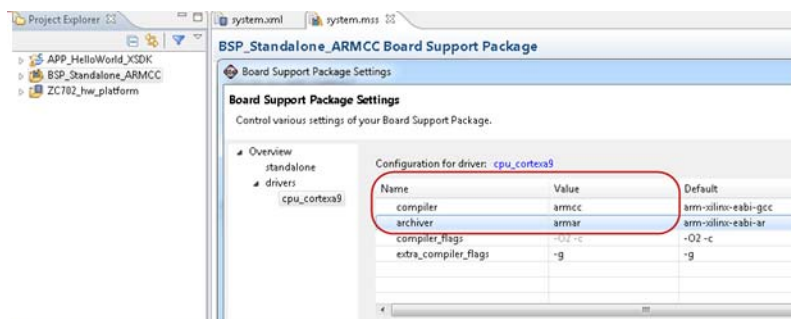 Project Explorer
system.xml
system.mss
APP_HelloWorld_XSDK
BSP_Standalone_ARMCC
ZC702_hw_platform
BSP_Standalone_ARMCC Board Support Package
Board Support Package Settings
Board Support Package Settings
Control various settings of your Board Support Package.
Overview
standalone
drivers
cpu_cortexa9
Configuration for driver: cpu_cortexa9
Name Value Default
compiler armcc arm-xilinx-eabi-gcc
archiver armar arm-xilinx-eabi-ar
compiler_flags -O2 -c -O2 -c
extra_compiler_flags -g -g